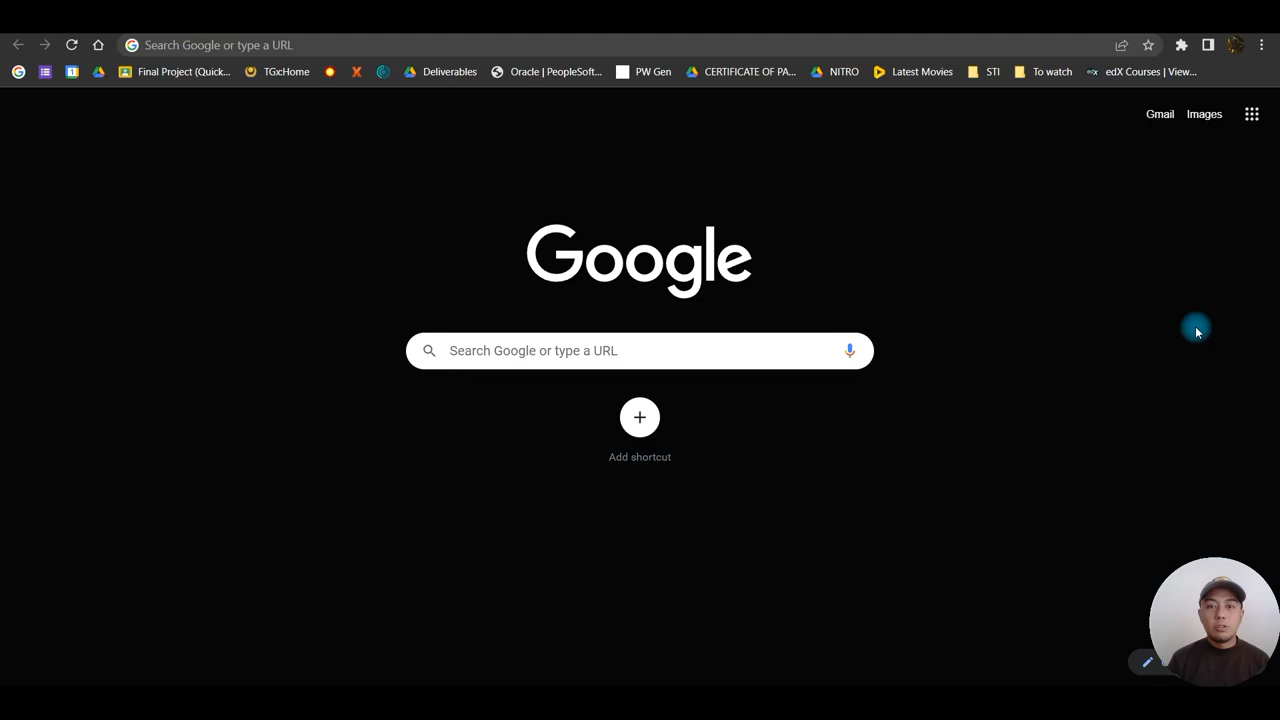 Search Google or type a URL
Final Project (Quick... TGxHome Deliverables Oracle | PeopleSoft... PW Gen CERTIFICATE OF PA... NITRO Latest Movies STI To watch edX Courses | View...
Gmail Images
Google
Search Google or type a URL
Add shortcut